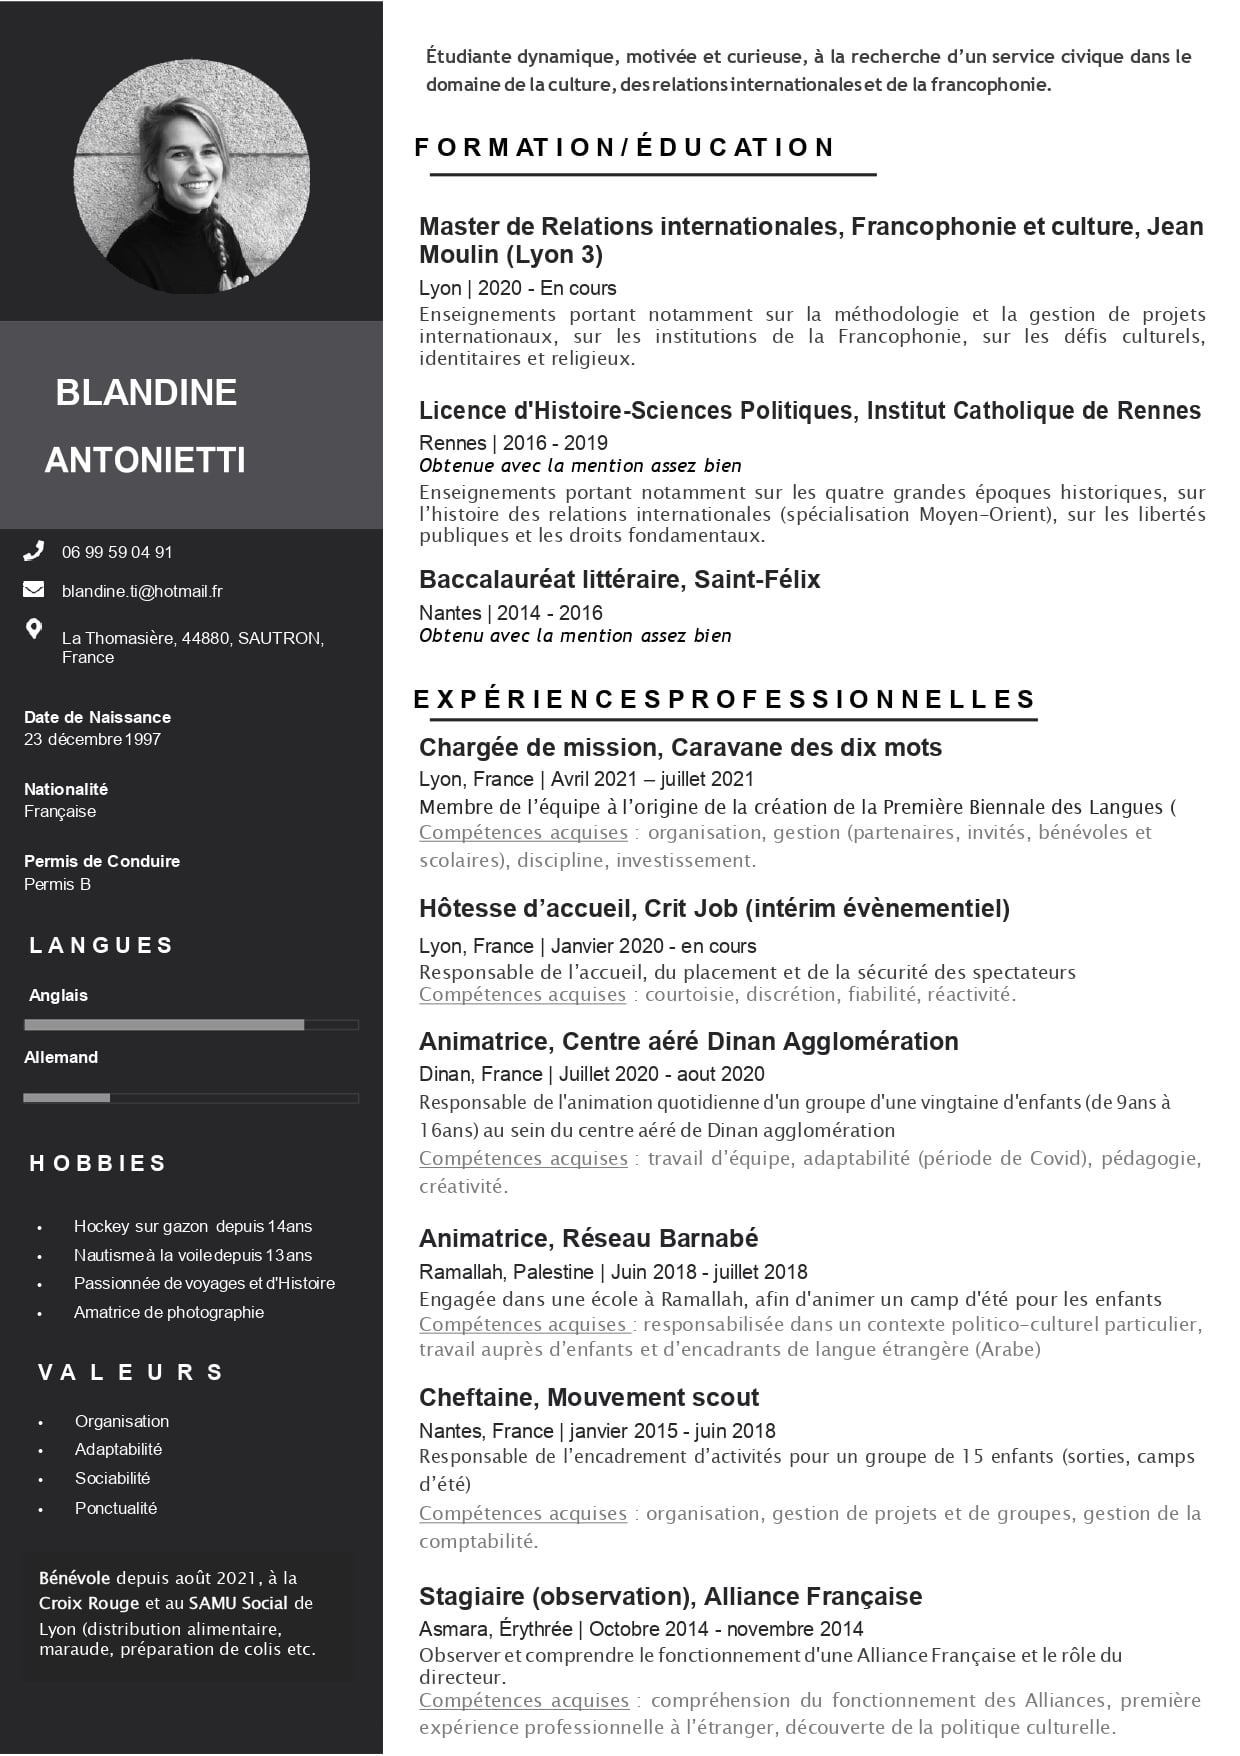 BLANDINE
ANTONIETTI
06 99 59 04 91
blandine.ti@hotmail.fr
La Thomasière, 44880, SAUTRON,
France
Date de Naissance
23 décembre 1997
Nationalité
Française
Permis de Conduire
Permis B
LANGUES
Anglais
Allemand
HOBBIES
• Hockey sur gazon depuis 14ans
• Nautisme à la voile depuis 13 ans
• Passionnée de voyages et d'Histoire
• Amatrice de photographie
VALEURS
• Organisation
• Adaptabilité
• Sociabilité
• Ponctualité
Bénévole depuis août 2021, à la
Croix Rouge et au SAMU Social de
Lyon (distribution alimentaire,
maraude, préparation de colis etc.
Étudiante dynamique, motivée et curieuse, à la recherche d’un service civique dans le
domaine de la culture, des relations internationales et de la francophonie.
FORMATION/ÉDUCATION
Master de Relations internationales, Francophonie et culture, Jean
Moulin (Lyon 3)
Lyon | 2020 - En cours
Enseignements portant notamment sur la méthodologie et la gestion de projets
internationaux, sur les institutions de la Francophonie, sur les défis culturels,
identitaires et religieux.
Licence d'Histoire-Sciences Politiques, Institut Catholique de Rennes
Rennes | 2016 - 2019
Obtenue avec la mention assez bien
Enseignements portant notamment sur les quatre grandes époques historiques, sur
l’histoire des relations internationales (spécialisation Moyen-Orient), sur les libertés
publiques et les droits fondamentaux.
Baccalauréat littéraire, Saint-Félix
Nantes | 2014 - 2016
Obtenu avec la mention assez bien
EXPÉRIENCES PROFESSIONNELLES
Chargée de mission, Caravane des dix mots
Lyon, France | Avril 2021 – juillet 2021
Membre de l’équipe à l’origine de la création de la Première Biennale des Langues (
Compétences acquises : organisation, gestion (partenaires, invités, bénévoles et
scolaires), discipline, investissement.
Hôtesse d’accueil, Crit Job (intérim évènementiel)
Lyon, France | Janvier 2020 - en cours
Responsable de l’accueil, du placement et de la sécurité des spectateurs
Compétences acquises : courtoisie, discrétion, fiabilité, réactivité.
Animatrice, Centre aéré Dinan Agglomération
Dinan, France | Juillet 2020 - aout 2020
Responsable de l'animation quotidienne d'un groupe d'une vingtaine d'enfants (de 9ans à
16ans) au sein du centre aéré de Dinan agglomération
Compétences acquises : travail d’équipe, adaptabilité (période de Covid), pédagogie,
créativité.
Animatrice, Réseau Barnabé
Ramallah, Palestine | Juin 2018 - juillet 2018
Engagée dans une école à Ramallah, afin d'animer un camp d'été pour les enfants
Compétences acquises : responsabilisée dans un contexte politico-culturel particulier,
travail auprès d’enfants et d’encadrants de langue étrangère (Arabe)
Cheftaine, Mouvement scout
Nantes, France | janvier 2015 - juin 2018
Responsable de l’encadrement d’activités pour un groupe de 15 enfants (sorties, camps
d’été)
Compétences acquises : organisation, gestion de projets et de groupes, gestion de la
comptabilité.
Stagiaire (observation), Alliance Française
Asmara, Érythrée | Octobre 2014 - novembre 2014
Observer et comprendre le fonctionnement d'une Alliance Française et le rôle du
directeur.
Compétences acquises : compréhension du fonctionnement des Alliances, première
expérience professionnelle à l’étranger, découverte de la politique culturelle.